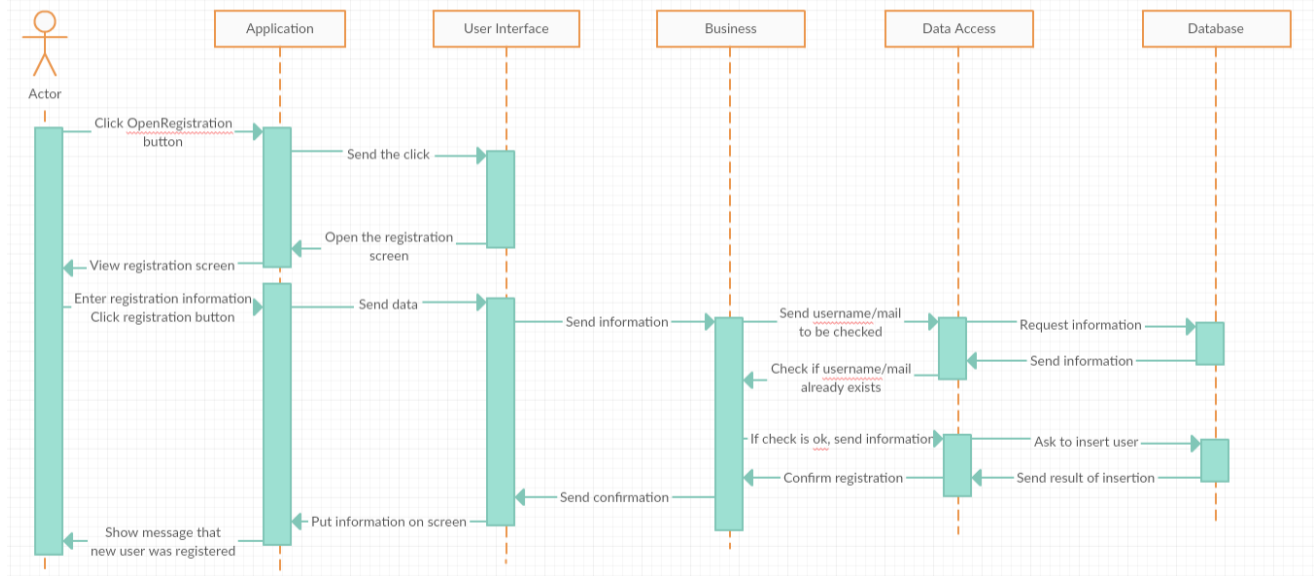 Application
User Interface
Business
Data Access
Database
Actor
Click OpenRegistration
button
Send the click
Open the registration
screen
View registration screen
Enter registration information
Click registration button
Send data
Send information
Send username/mail
to be checked
Request information
Send information
Check if username/mail
already exists
If check is ok, send information
Ask to insert user
Confirm registration
Send result of insertion
Send confirmation
Put information on screen
Show message that
new user was registered